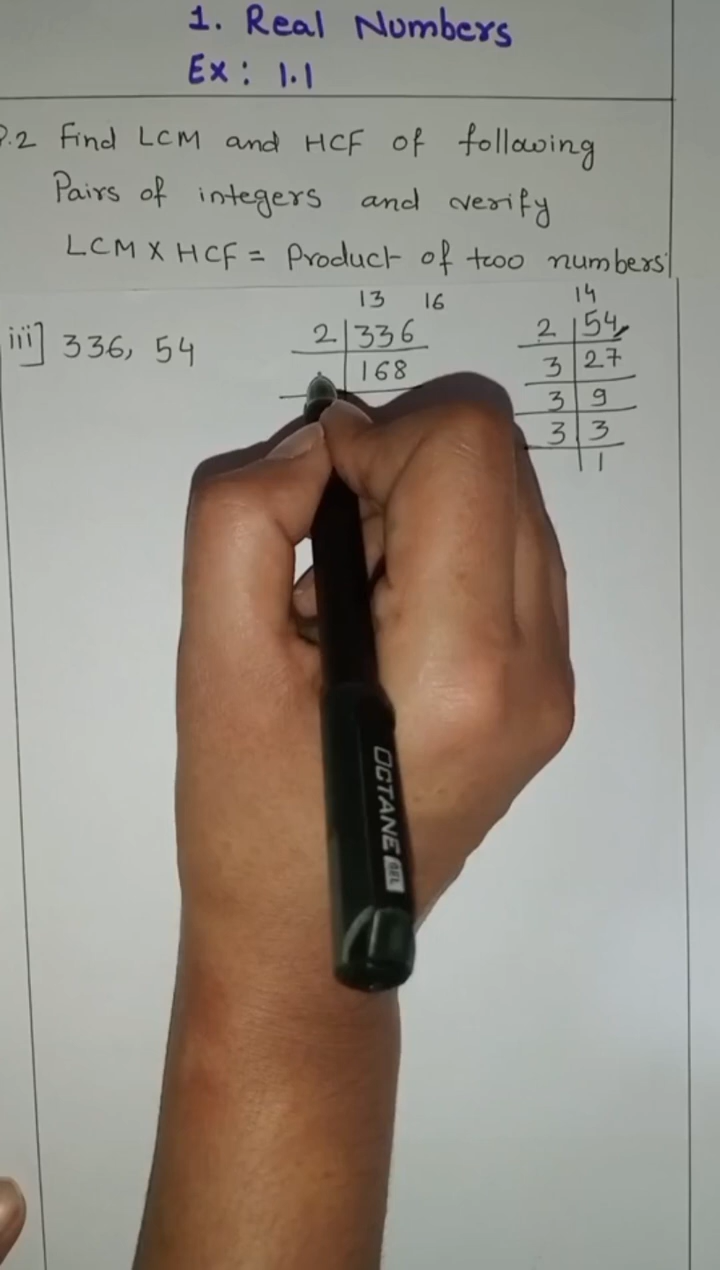 1. Real Numbers
Ex: 1.1
.2 Find LCM and HCF of following
Pairs of integers and verify
LCM X HCF = Product of two numbers
iii] 336, 54
13 16
2 336
168
14
2 54
3 27
3 9
3 3
1
OCTANE GEL